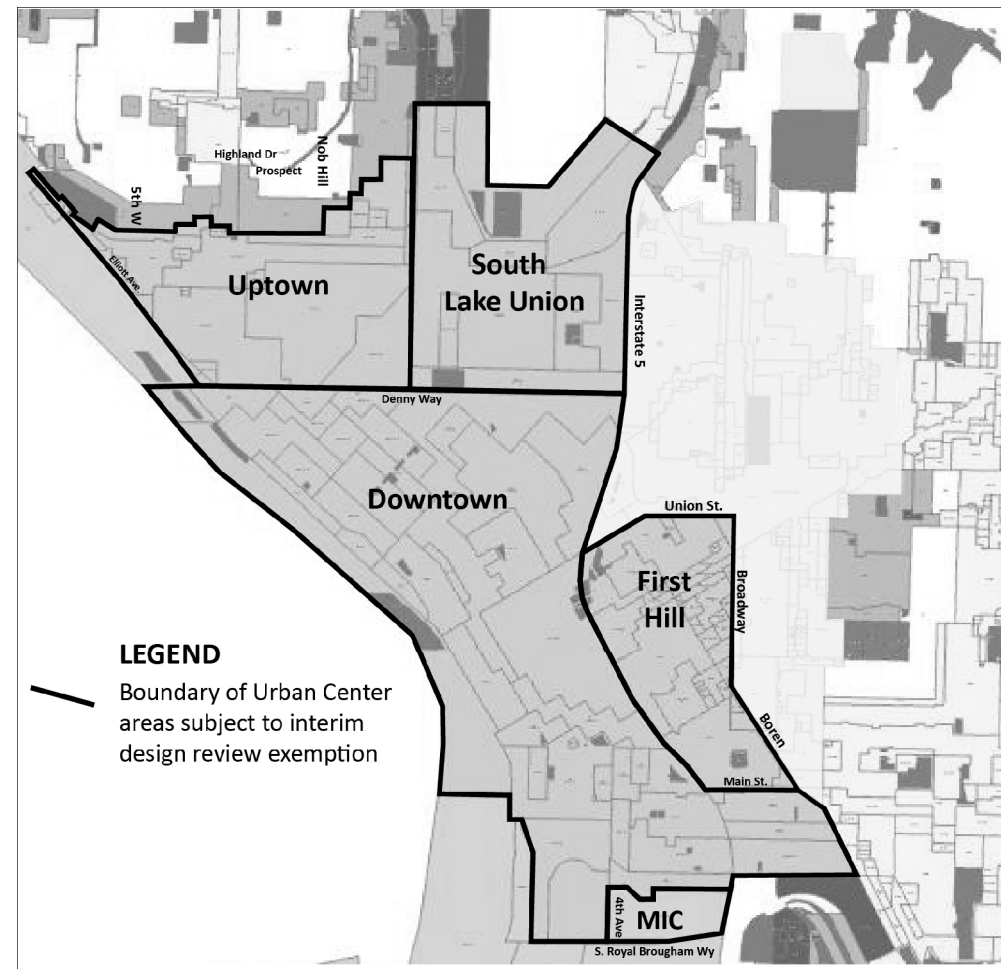 Highland Dr
Prospect
Nob Hill
5th W
Elliott Ave.
Uptown
South
Lake Union
Interstate 5
Denny Way
Downtown
Union St.
First
Hill
Broadway
LEGEND
Boundary of Urban Center
areas subject to interim
design review exemption
Boren
Main St.
4th Ave
MIC
S. Royal Brougham Wy